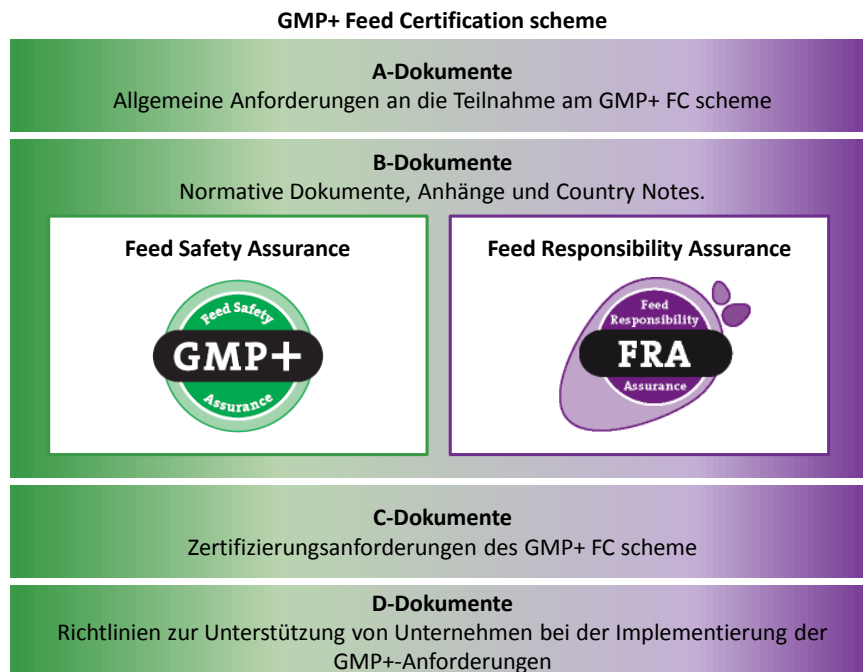 GMP+ Feed Certification scheme
A-Dokumente
Allgemeine Anforderungen an die Teilnahme am GMP+ FC scheme
B-Dokumente
Normative Dokumente, Anhänge und Country Notes.
Feed Safety Assurance
Feed Safety
GMP+
Assurance
Feed Responsibility Assurance
Feed
Responsibility
FRA
Assurance
C-Dokumente
Zertifizierungsanforderungen des GMP+ FC scheme
D-Dokumente
Richtlinien zur Unterstützung von Unternehmen bei der Implementierung der
GMP+-Anforderungen